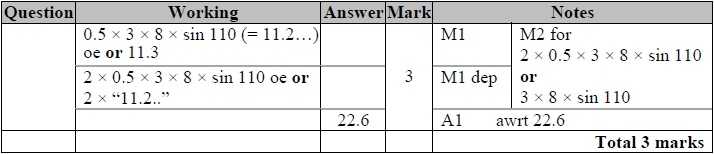 Question Working Answer Mark Notes
0.5 × 3 × 8 × sin 110 (= 11.2…)
oe or 11.3
M1
M2 for
2 × 0.5 × 3 × 8 × sin 110
or
3 × 8 × sin 110
2 × 0.5 × 3 × 8 × sin 110 oe or
2 × “11.2..”
3
M1 dep
22.6
A1 awrt 22.6
Total 3 marks